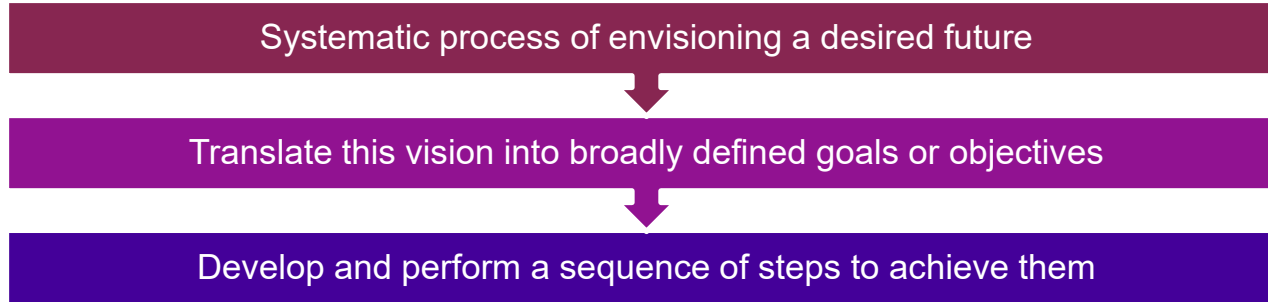 Systematic process of envisioning a desired future
Translate this vision into broadly defined goals or objectives
Develop and perform a sequence of steps to achieve them